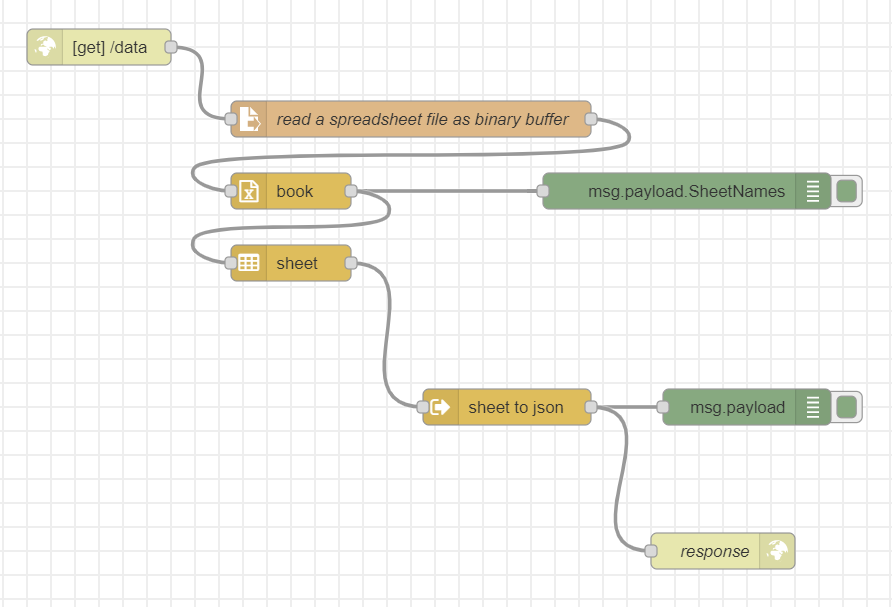 [get] /data
read a spreadsheet file as binary buffer
book
msg.payload.SheetNames
sheet
sheet to json
msg.payload
response